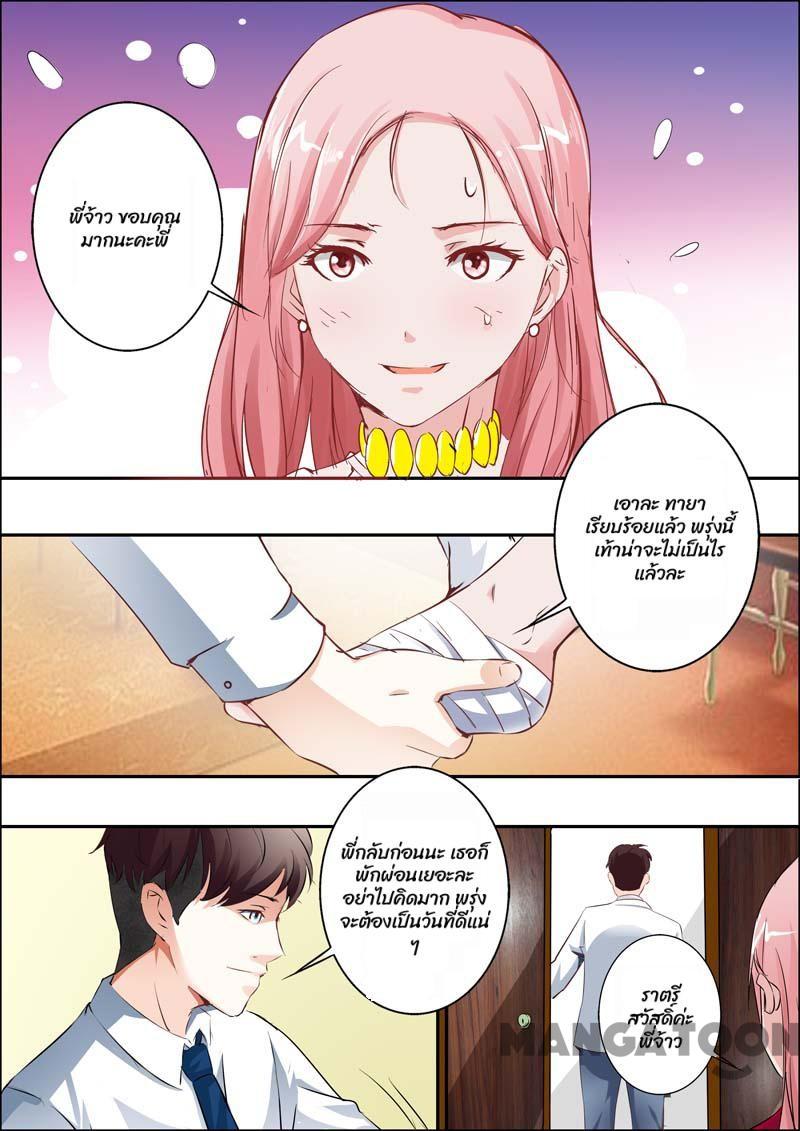 พี่จ้าว ขอบคุณ
มากนะคะพี่
เอาละ ทายา
เรียบร้อยแล้ว พรุ่งนี้
เท้าน่าจะไม่เป็นไร
แล้วละ
พี่กลับก่อนนะ เธอก็
พักผ่อนเยอะละ
อย่าไปคิดมาก พรุ่ง
จะต้องเป็นวันที่ดีแน่
ๆ
ราตรี
สวัสดิ์ค่ะ
พี่จ้าว
MANGATOON